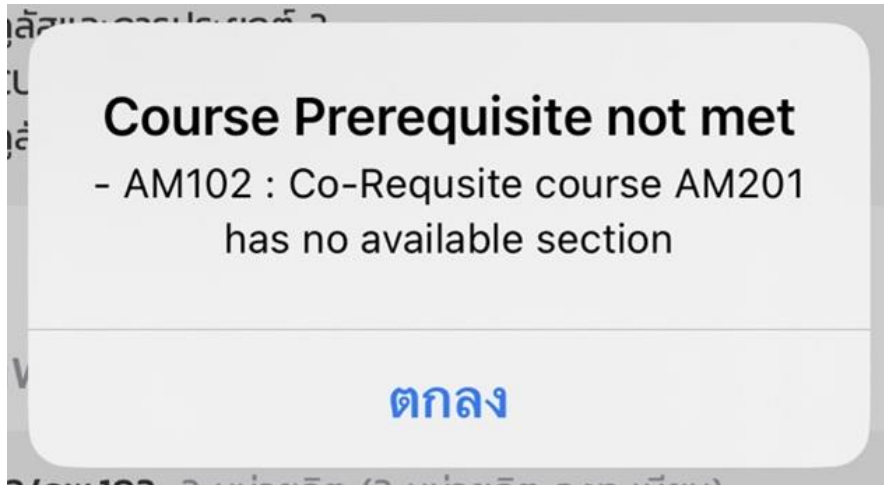 Course Prerequisite not met
- AM102 : Co-Requsite course AM201
has no available section
ตกลง